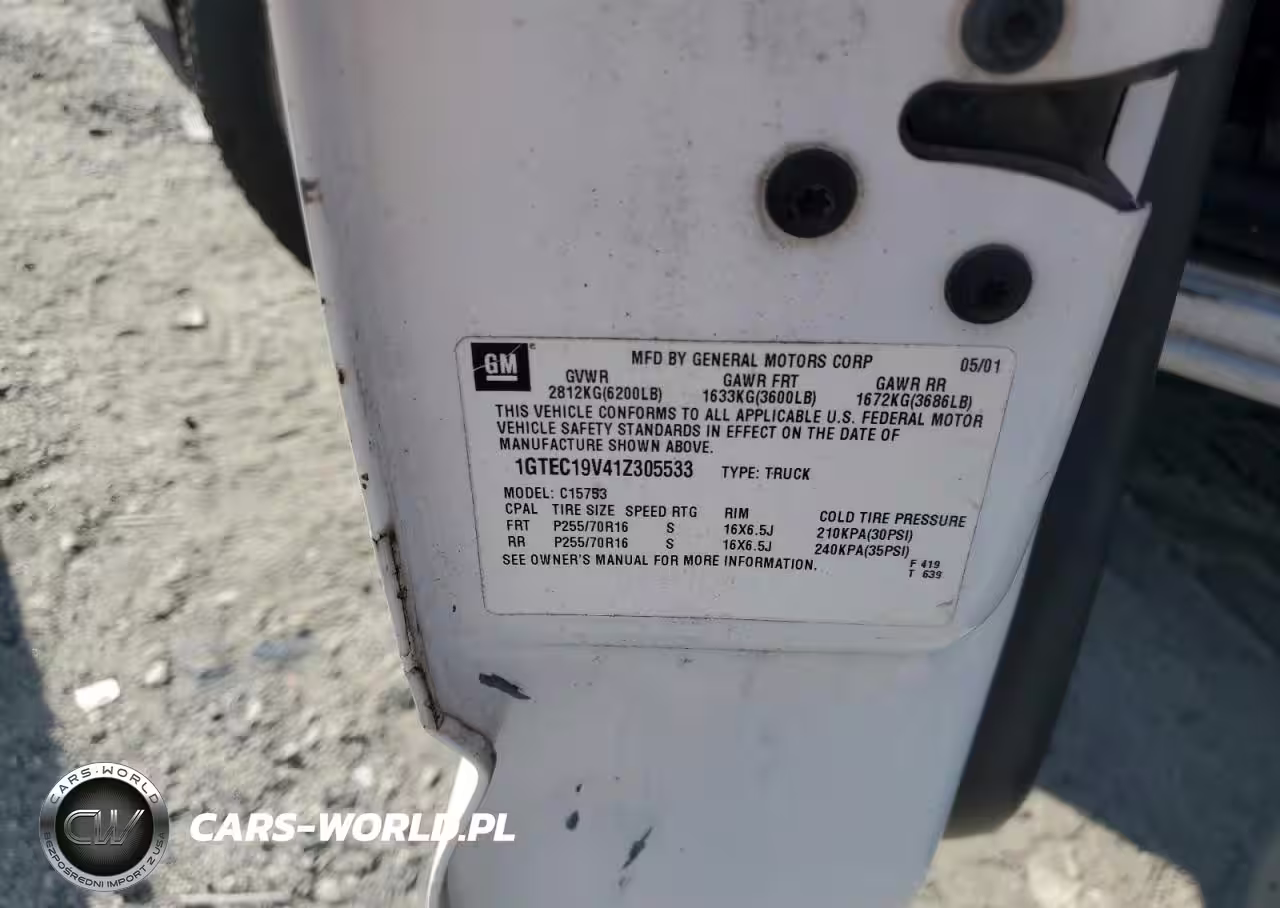 GM
MFD BY GENERAL MOTORS CORP 05/01
GVWR GAWR FRT GAWR RR
2812KG(6200LB) 1633KG(3600LB) 1672KG(3686LB)
THIS VEHICLE CONFORMS TO ALL APPLICABLE U.S. FEDERAL MOTOR
VEHICLE SAFETY STANDARDS IN EFFECT ON THE DATE OF
MANUFACTURE SHOWN ABOVE.
1GTEC19V41Z305533 TYPE: TRUCK
MODEL: C15753
CPAL TIRE SIZE SPEED RTG RIM COLD TIRE PRESSURE
FRT P255/70R16 S 16X6.5J 210KPA(30PSI)
RR P255/70R16 S 16X6.5J 240KPA(35PSI)
SEE OWNER'S MANUAL FOR MORE INFORMATION.
F 419
T 639
CARS-WORLD
CW
BEZPOŚREDNI IMPORT Z USA
CARS-WORLD.PL